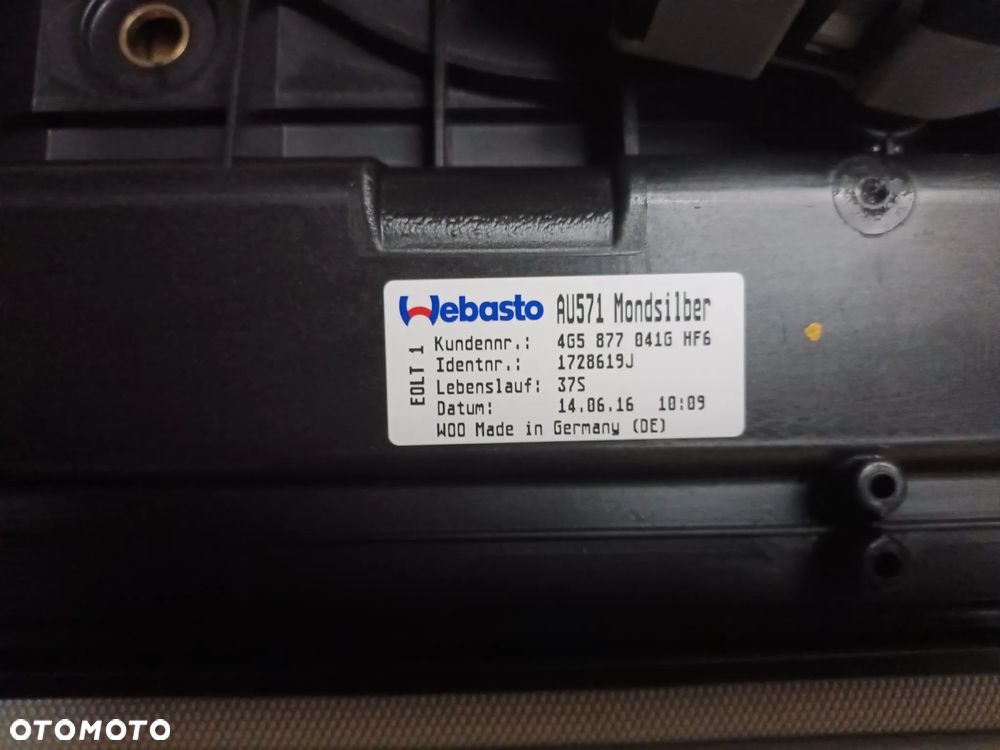 Webasto AU571 Mondsilber
EOLT 1
Kundennr.: 4G5 877 041G HF6
Identnr.: 1728619J
Lebenslauf: 37S
Datum: 14.06.16 10:09
WOO Made in Germany (DE)
OTOMOTO